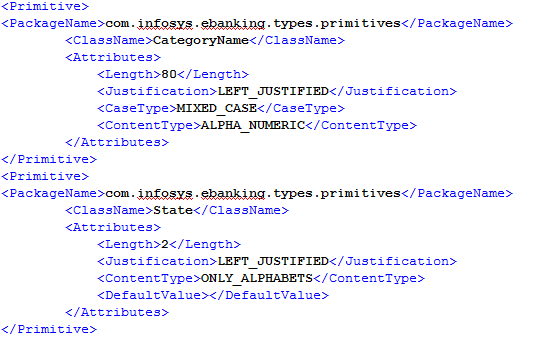 <Primitive>
<PackageName>com.infosys.ebanking.types.primitives</PackageName>
<ClassName>CategoryName</ClassName>
<Attributes>
<Length>80</Length>
<Justification>LEFT_JUSTIFIED</Justification>
<CaseType>MIXED_CASE</CaseType>
<ContentType>ALPHA_NUMERIC</ContentType>
</Attributes>
</Primitive>
<Primitive>
<PackageName>com.infosys.ebanking.types.primitives</PackageName>
<ClassName>State</ClassName>
<Attributes>
<Length>2</Length>
<Justification>LEFT_JUSTIFIED</Justification>
<ContentType>ONLY_ALPHABETS</ContentType>
<DefaultValue></DefaultValue>
</Attributes>
</Primitive>